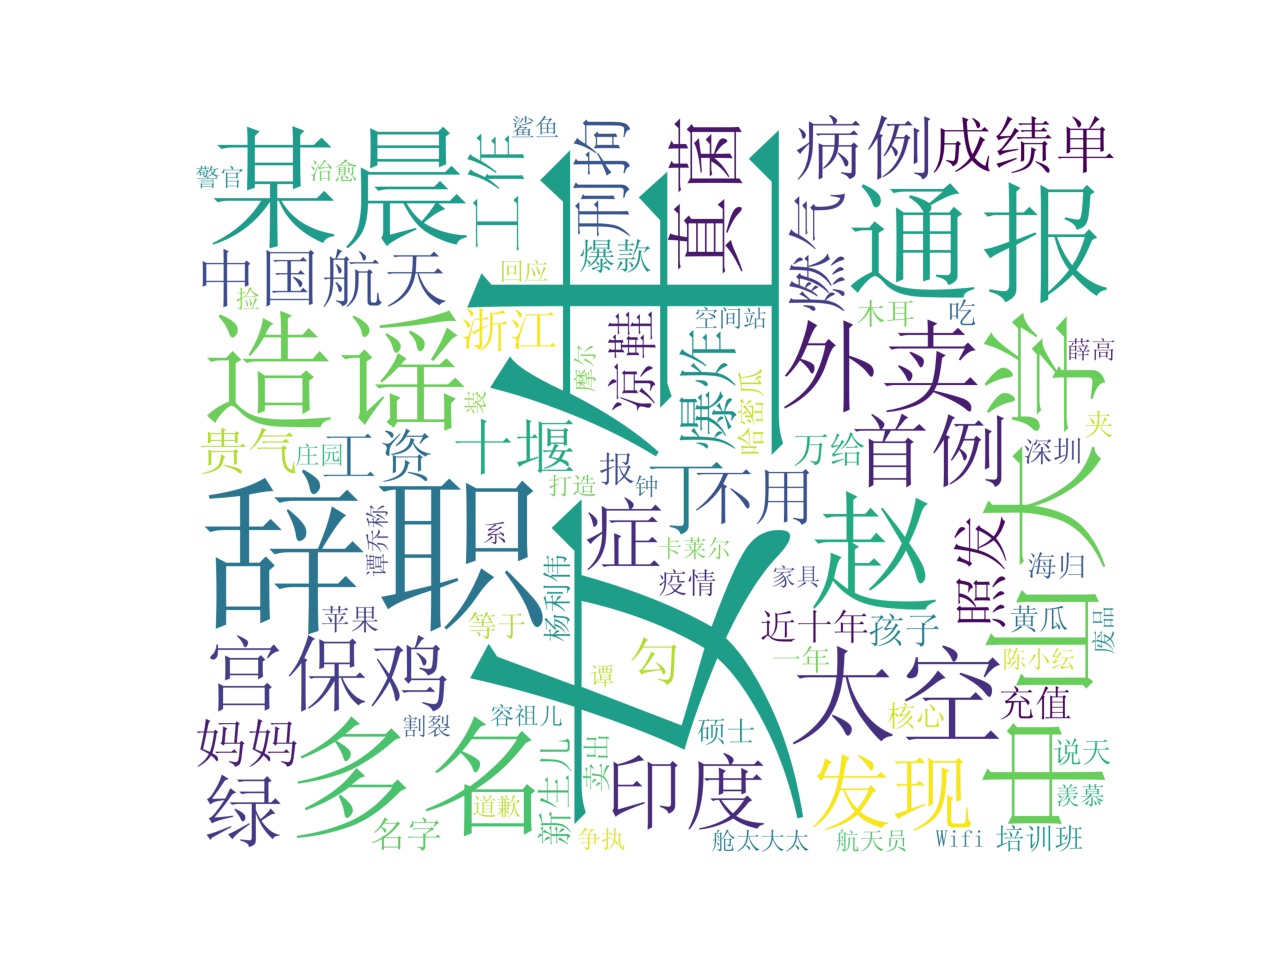 鲨鱼
某晨
工作
刑拘
真菌
病例
成绩单
警官
治愈
女生
通报
中国航天
捡
回应
爆款
燃气
造谣
浙江
凉鞋
空间站
木耳
吃
中国大学
爆炸
外卖
薛高
摩尔
装
哈密瓜
夹
贵气
庄园
工资
十堰
报
钟
丁
不用
万给
首例
深圳
辞职
谭乔称
系
打造
症
赵
照发
卡莱尔
疫情
家具
海归
苹果
等于
杨利伟
近十年
孩子
黄瓜
废品
宫保鸡
谭
勾
一年
太空
陈小纭
妈妈
割裂
容祖儿
硕士
核心
充值
绿
多名
道歉
新生儿
卖出
印度
发现
说天
羡慕
名字
争执
舱太大太
航天员
Wifi
培训班